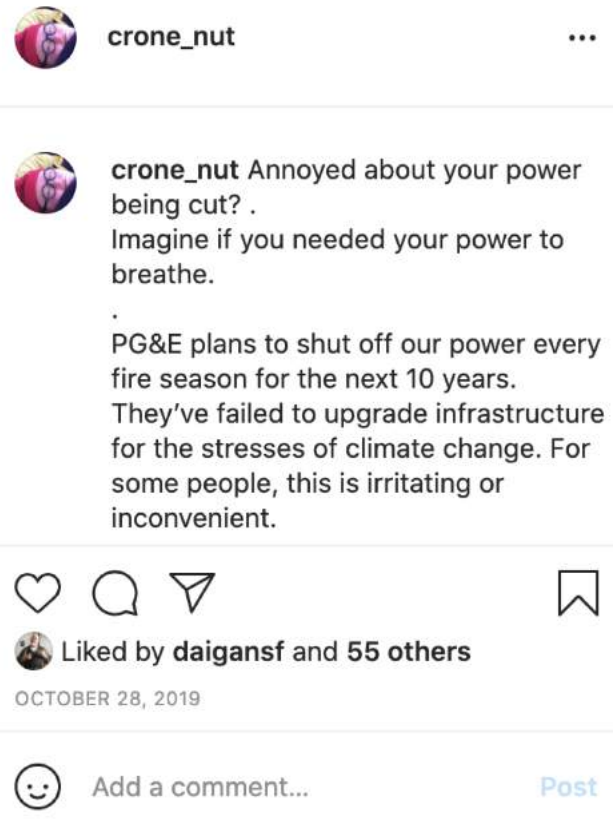 crone_nut
crone_nut Annoyed about your power
being cut? .
Imagine if you needed your power to
breathe.
.
PG&E plans to shut off our power every
fire season for the next 10 years.
They've failed to upgrade infrastructure
for the stresses of climate change. For
some people, this is irritating or
inconvenient.
Liked by daigansf and 55 others
OCTOBER 28, 2019
Add a comment... Post